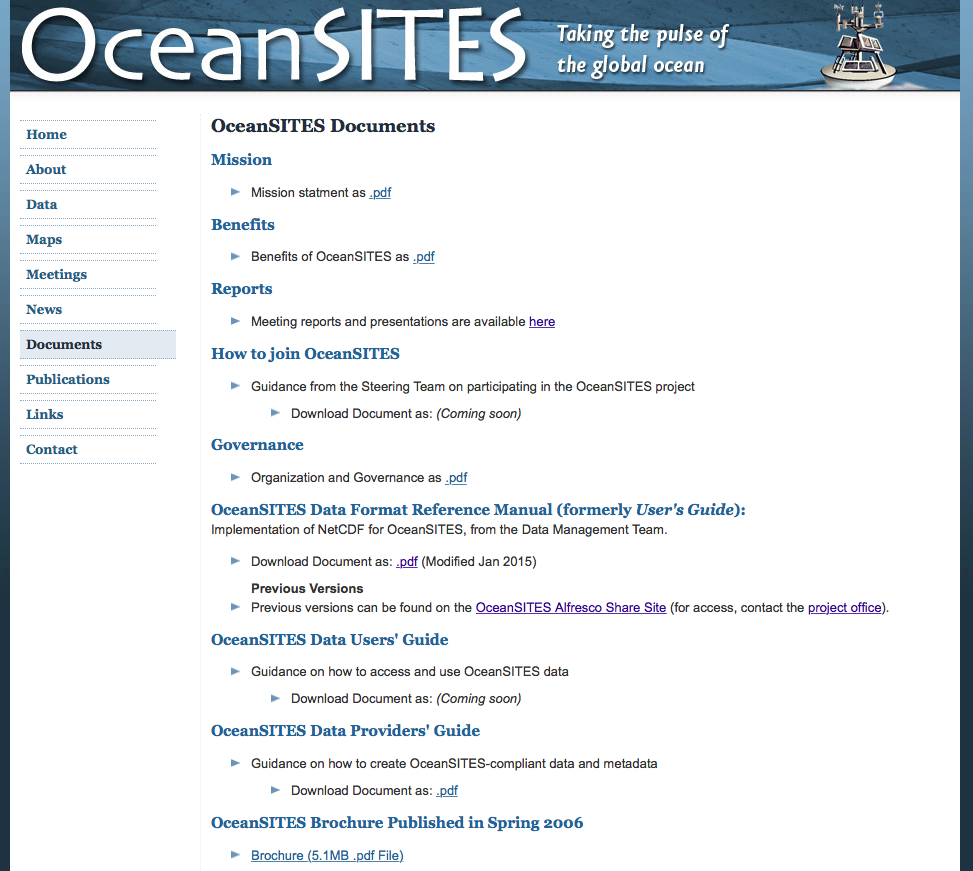 OceanSITES
Taking the pulse of
the global ocean
Home
About
Data
Maps
Meetings
News
Documents
Publications
Links
Contact
OceanSITES Documents
Mission
Mission statment as .pdf
Benefits
Benefits of OceanSITES as .pdf
Reports
Meeting reports and presentations are available here
How to join OceanSITES
Guidance from the Steering Team on participating in the OceanSITES project
Download Document as: (Coming soon)
Governance
Organization and Governance as .pdf
OceanSITES Data Format Reference Manual (formerly User's Guide):
Implementation of NetCDF for OceanSITES, from the Data Management Team.
Download Document as: .pdf (Modified Jan 2015)
Previous Versions
Previous versions can be found on the OceanSITES Alfresco Share Site (for access, contact the project office).
OceanSITES Data Users' Guide
Guidance on how to access and use OceanSITES data
Download Document as: (Coming soon)
OceanSITES Data Providers' Guide
Guidance on how to create OceanSITES-compliant data and metadata
Download Document as: .pdf
OceanSITES Brochure Published in Spring 2006
Brochure (5.1MB .pdf File)